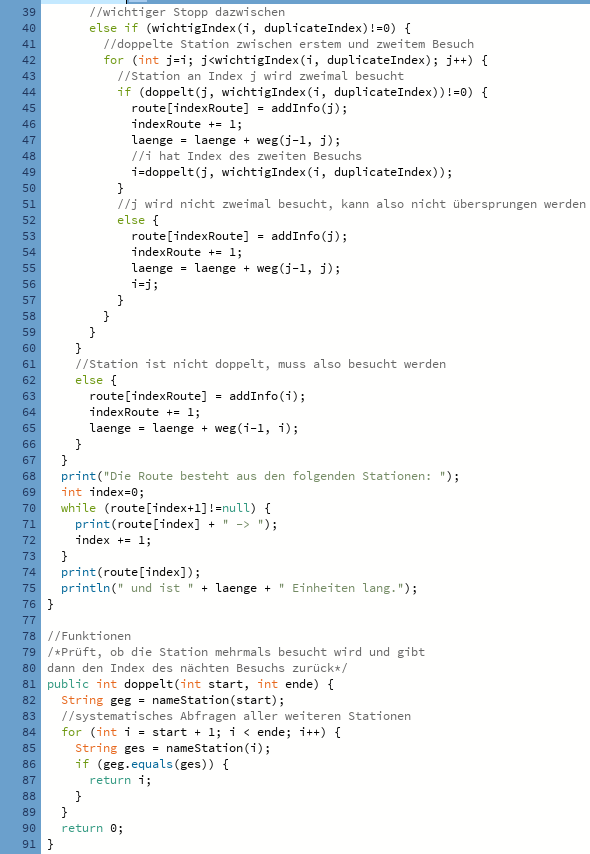 39       //wichtiger Stopp dazwischen
40       else if (wichtigIndex(i, duplicateIndex)!=0) {
41         //doppelte Station zwischen erstem und zweitem Besuch
42         for (int j=i; j<wichtigIndex(i, duplicateIndex); j++) {
43           //Station an Index j wird zweimal besucht
44           if (doppelt(j, wichtigIndex(i, duplicateIndex))!=0) {
45             route[indexRoute] = addInfo(j);
46             indexRoute += 1;
47             laenge = laenge + weg(j-1, j);
48             //i hat Index des zweiten Besuchs
49             i=doppelt(j, wichtigIndex(i, duplicateIndex));
50           }
51           //j wird nicht zweimal besucht, kann also nicht übersprungen werden
52           else {
53             route[indexRoute] = addInfo(j);
54             indexRoute += 1;
55             laenge = laenge + weg(j-1, j);
56             i=j;
57           }
58         }
59       }
60     }
61     //Station ist nicht doppelt, muss also besucht werden
62     else {
63       route[indexRoute] = addInfo(i);
64       indexRoute += 1;
65       laenge = laenge + weg(i-1, i);
66     }
67   }
68   print("Die Route besteht aus den folgenden Stationen: ");
69   int index=0;
70   while (route[index+1]!=null) {
71     print(route[index] + " -> ");
72     index += 1;
73   }
74   print(route[index]);
75   println(" und ist " + laenge + " Einheiten lang.");
76 }
77
78 //Funktionen
79 /*Prüft, ob die Station mehrmals besucht wird und gibt
80 dann den Index des nächten Besuchs zurück*/
81 public int doppelt(int start, int ende) {
82   String geg = nameStation(start);
83   //systematisches Abfragen aller weiteren Stationen
84   for (int i = start + 1; i < ende; i++) {
85     String ges = nameStation(i);
86     if (geg.equals(ges)) {
87       return i;
88     }
89   }
90   return 0;
91 }